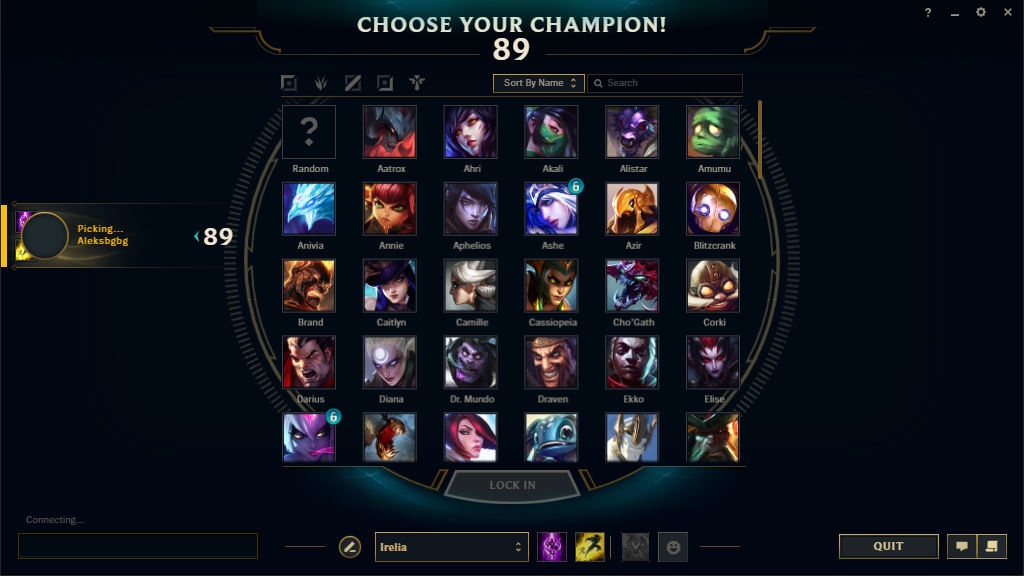 CHOOSE YOUR CHAMPION!
89
Sort By Name
Search
Random
Aatrox
Ahri
Akali
Alistar
Amumu
Picking...
Aleksbgbg
89
Anivia
Annie
Aphelios
Ashe
Azir
Blitzcrank
Brand
Caitlyn
Camille
Cassiopeia
Cho'Gath
Corki
Darius
Diana
Dr. Mundo
Draven
Ekko
Elise
LOCK IN
Connecting...
Irelia
QUIT